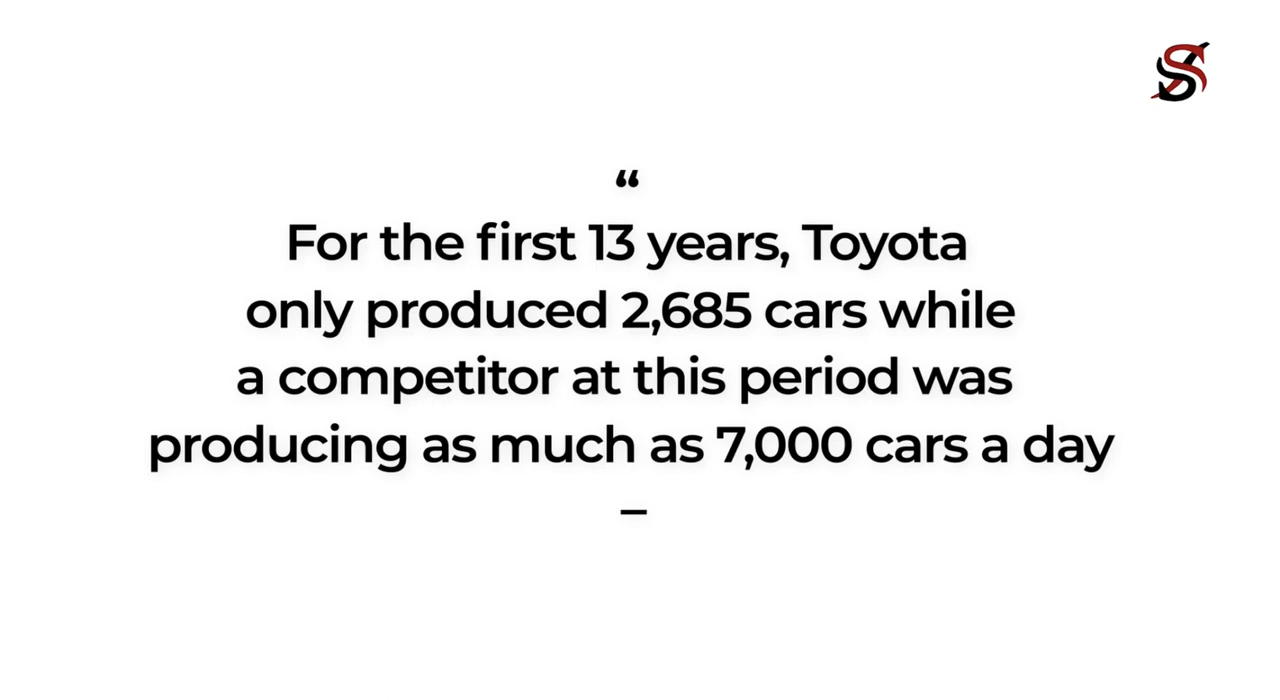 “
For the first 13 years, Toyota
only produced 2,685 cars while
a competitor at this period was
producing as much as 7,000 cars a day
–